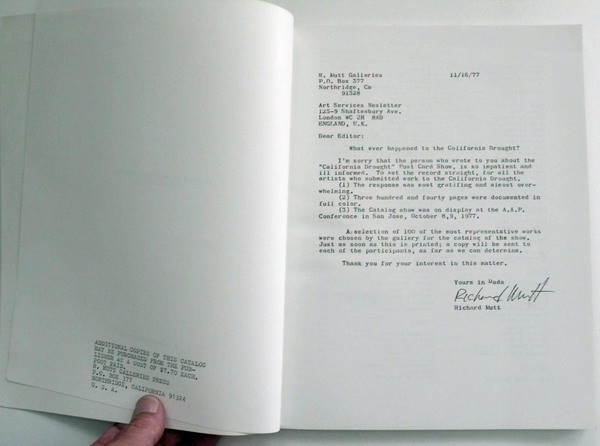 ADDITIONAL COPIES OF THIS CATALOG
MAY BE PURCHASED FROM THE PUB-
LISHER AT A COST OF $7.70 EACH,
POST PAID.
R. MUTT GALLERIES PRESS
P.O. BOX 377
NORTHRIDGE, CALIFORNIA 91324
U. S. A.
R. Mutt Galleries 11/16/77
P.O. Box 377
Northridge, Ca
91328
Art Services Nesletter
125-9 Shaftesbury Ave.
London WC 2H 8AD
ENGLAND, U.K.
Dear Editor:
What ever happened to the California Drought?
I'm sorry that the person who wrote to you about the
"California Drought" Post Card Show, is so impatient and
ill informed. To set the record straight, for all the
artists who submitted work to the California Drought.
(1) The response was most gratifing and almost over-
whelming.
(2) Three hundred and fourty pages were documented in
full color.
(3) The Catalog show was on display at the A.A.P.
Conference in San Jose, October 8,9, 1977.
A selection of 100 of the most representative works
were chosen by the gallery for the catalog of the show.
Just as soon as this is printed; a copy will be sent to
each of the participants, as far as we can determine.
Thank you for your interest in this matter.
Yours in Dada
Richard Mutt
Richard Mutt